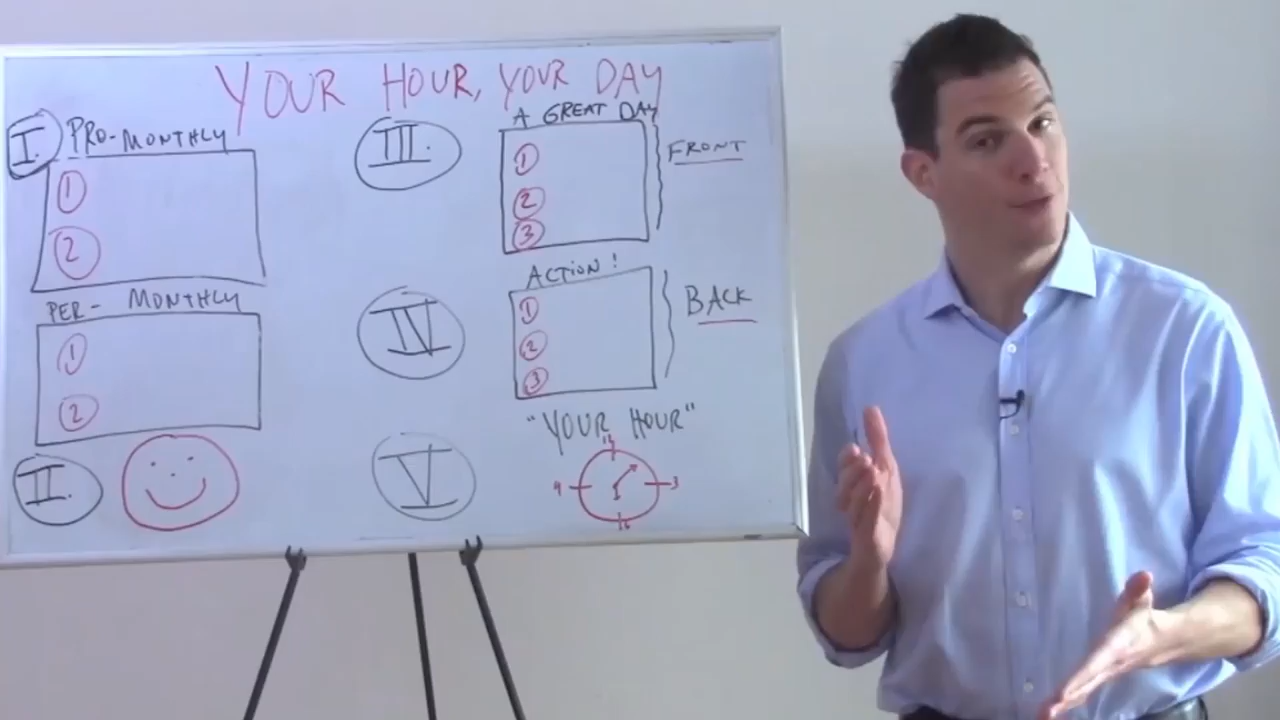 YOUR HOUR, YOUR DAY
I.
PRO-MONTHLY
1
2
PER- MONTHLY
1
2
II.
III.
A GREAT DAY
1
2
3
FRONT
IV
ACTION!
1
2
3
BACK
V
"YOUR HOUR"
12
9
3
6